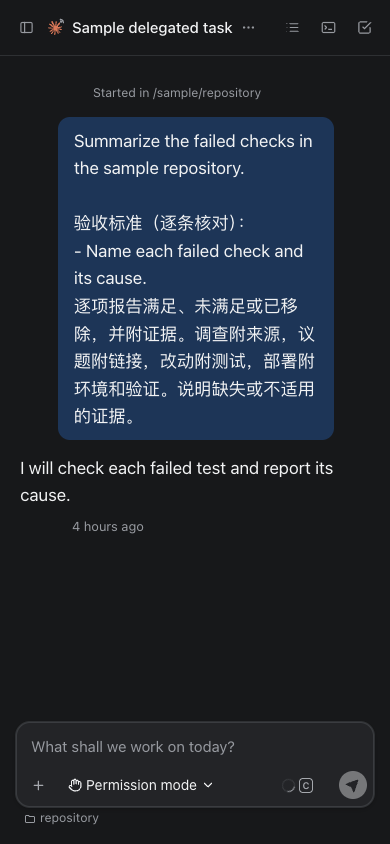 Sample delegated task
Started in /sample/repository
Summarize the failed checks in
the sample repository.
验收标准（逐条核对）：
- Name each failed check and
its cause.
逐项报告满足、未满足或已移
除，并附证据。调查附来源，议
题附链接，改动附测试，部署附
环境和验证。说明缺失或不适用
的证据。
I will check each failed test and report its
cause.
4 hours ago
What shall we work on today?
Permission mode
C
repository